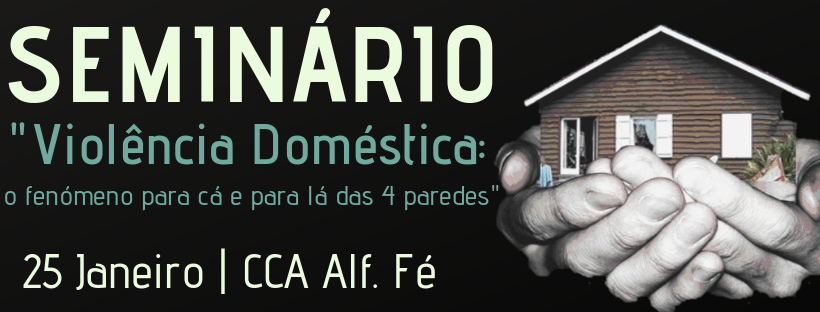 SEMINÁRIO
"Violência Doméstica:
o fenómeno para cá e para lá das 4 paredes"
25 Janeiro | CCA Alf. Fé